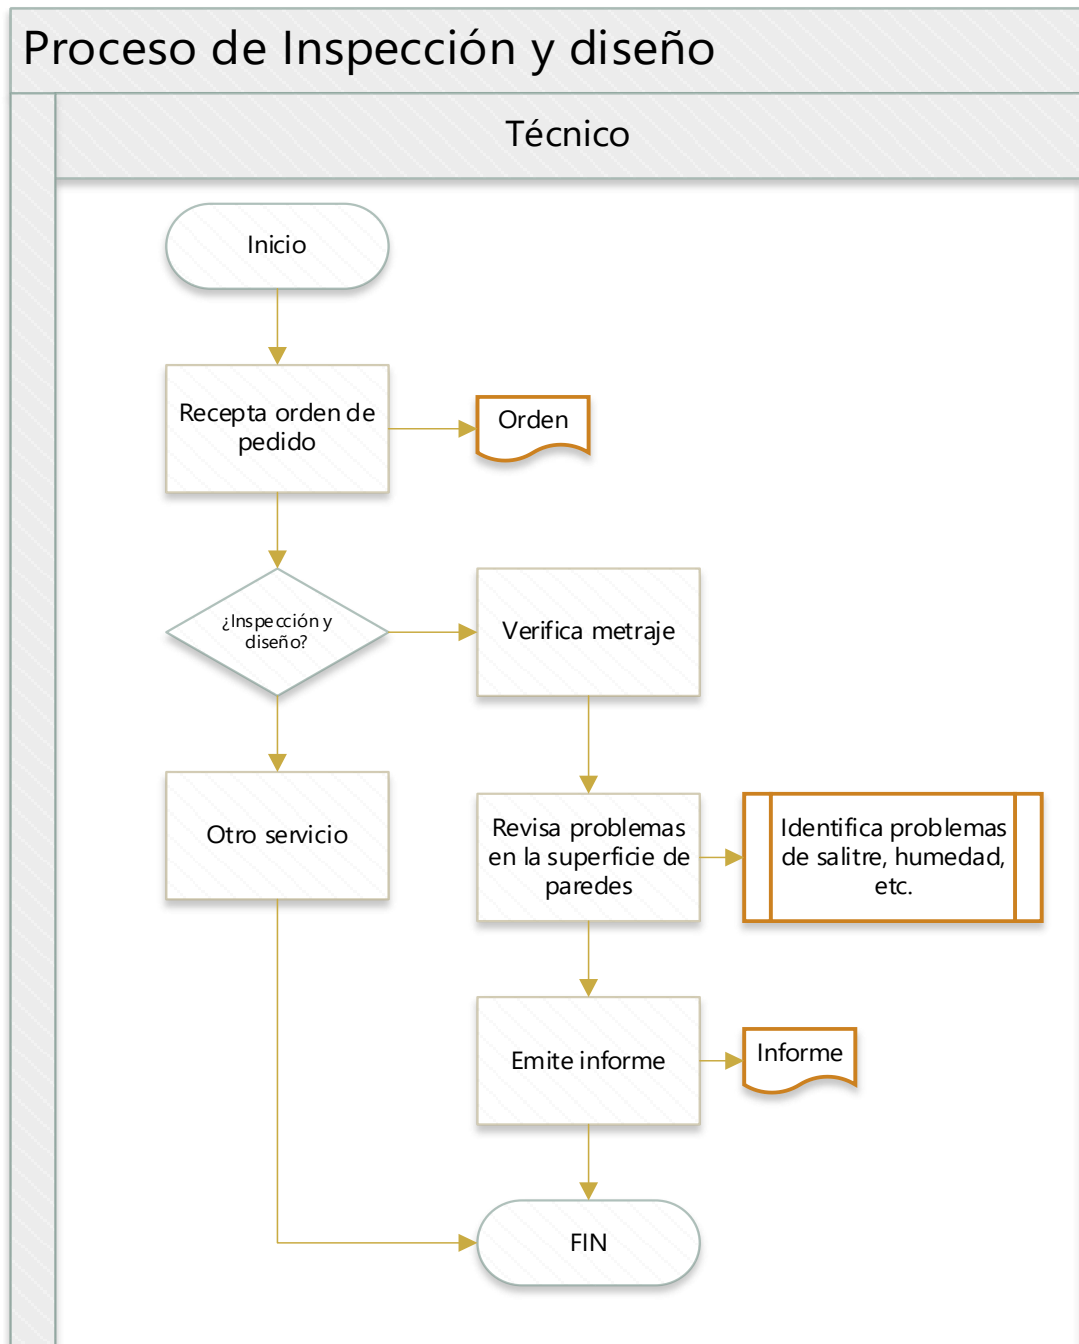 Proceso de Inspección y diseño
Técnico
Inicio
Recepta orden de
pedido
Orden
¿Inspección y
diseño?
Verifica metraje
Otro servicio
Revisa problemas
en la superficie de
paredes
Identifica problemas
de salitre, humedad,
etc.
Emite informe
Informe
FIN